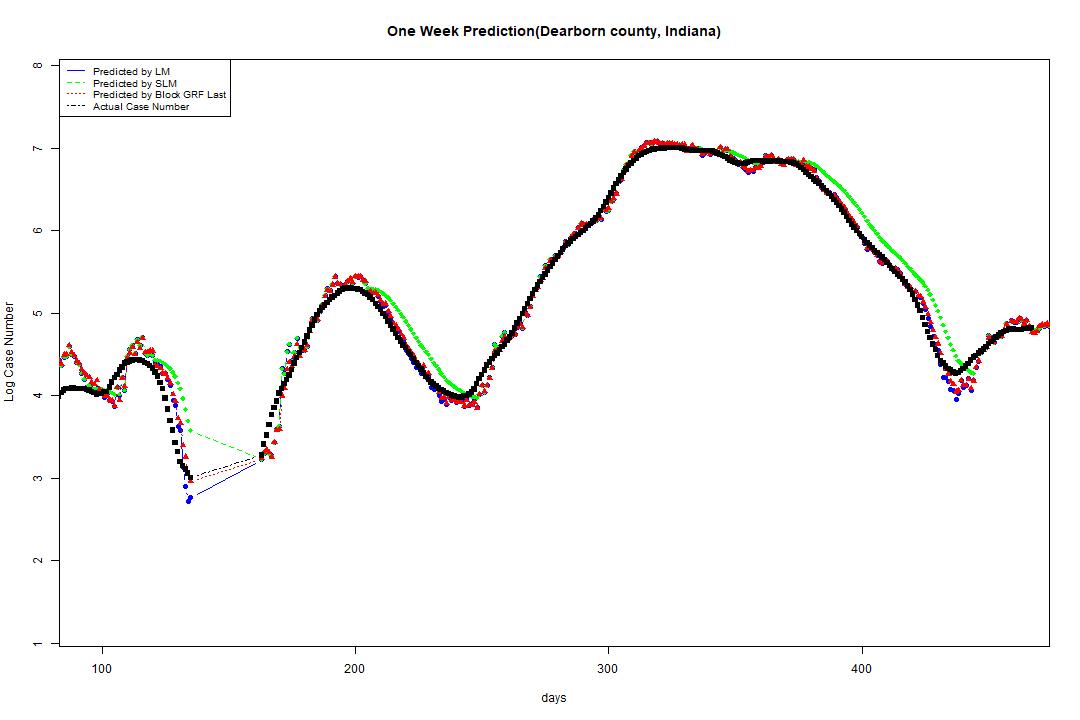 One Week Prediction(Dearborn county, Indiana)
Predicted by LM
Predicted by SLM
Predicted by Block GRF Last
Actual Case Number
Log Case Number
8
7
6
5
4
3
2
1
100 200 300 400
days